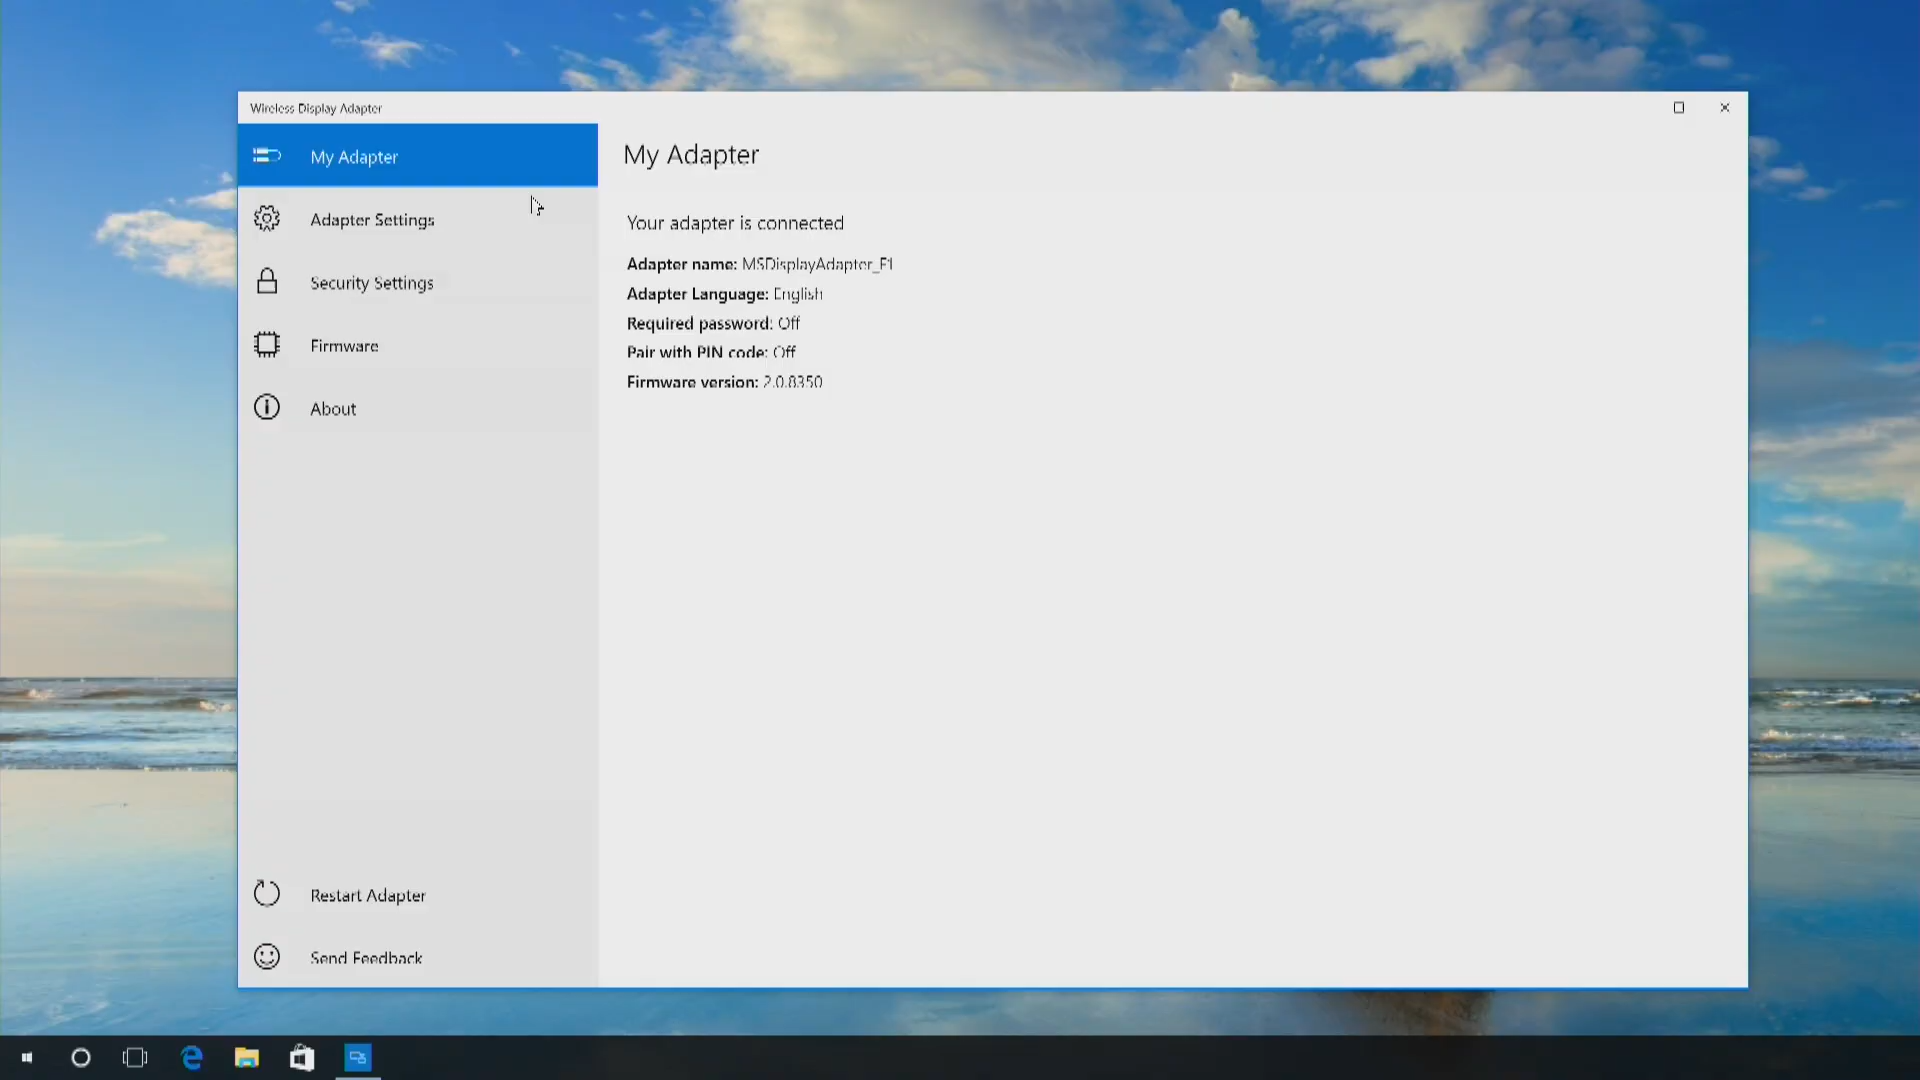 Wireless Display Adapter
My Adapter
Adapter Settings
Security Settings
Firmware
About
Restart Adapter
Send Feedback
My Adapter
Your adapter is connected
Adapter name: MSDisplayAdapter_F1
Adapter Language: English
Required password: Off
Pair with PIN code: Off
Firmware version: 2.0.8350